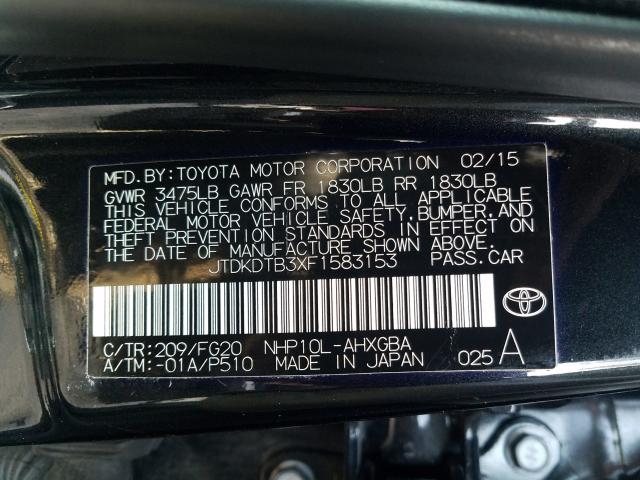 MFD.BY:TOYOTA MOTOR CORPORATION 02/15
GVWR 3475LB GAWR FR 1830LB RR 1830LB
THIS VEHICLE CONFORMS TO ALL APPLICABLE
FEDERAL MOTOR VEHICLE SAFETY,BUMPER,AND
THEFT PREVENTION STANDARDS IN EFFECT ON
THE DATE OF MANUFACTURE SHOWN ABOVE.
JTDKDTB3XF1583153 PASS.CAR
C/TR:209/FG20 NHP10L-AHXGBA
A/TM:-01A/P510 MADE IN JAPAN 025 A